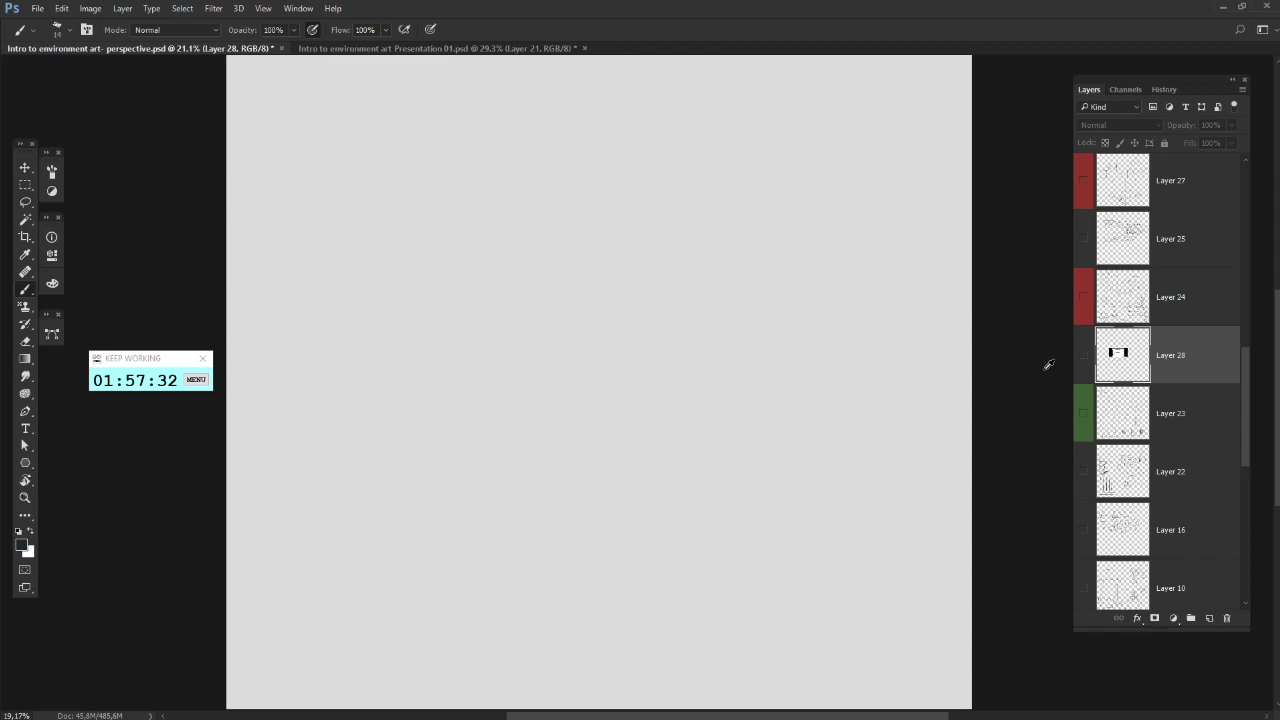 Ps File Edit Image Layer Type Select Filter 3D View Window Help
14 Mode: Normal Opacity: 100% Flow: 100%
Intro to environment art- perspective.psd @ 21,1% (Layer 28, RGB/8) * × Intro to environment art Presentation 01.psd @ 29,3% (Layer 21, RGB/8) * ×
Layers Channels History
Kind
Normal Opacity: 100%
Lock: Fill: 100%
Layer 27
Layer 25
Layer 24
Layer 28
Layer 23
Layer 22
Layer 16
Layer 10
fx
KEEP WORKING
01:57:32 MENU
19,17% Doc: 45,8M/485,6M